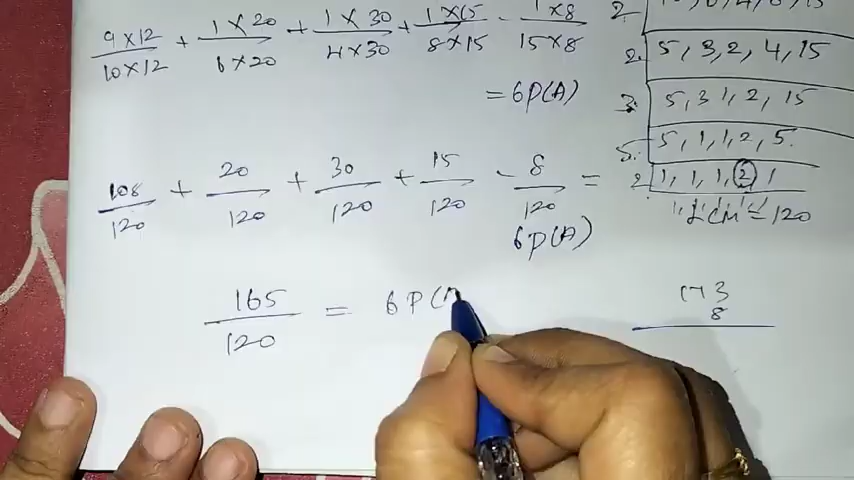 9×12/10×12 + 1×20/6×20 + 1×30/4×30 + 1×15/8×15 - 1×8/15×8
= 6P(A)
108/120 + 20/120 + 30/120 + 15/120 - 8/120 =
6P(A)
165/120 = 6P(A
2.
2. 5, 3, 2, 4, 15
3. 5, 3 1, 2, 15
5. 5, 1, 1, 2, 5.
2 1, 1, 1, 2, 1
LCM = 120
173
8